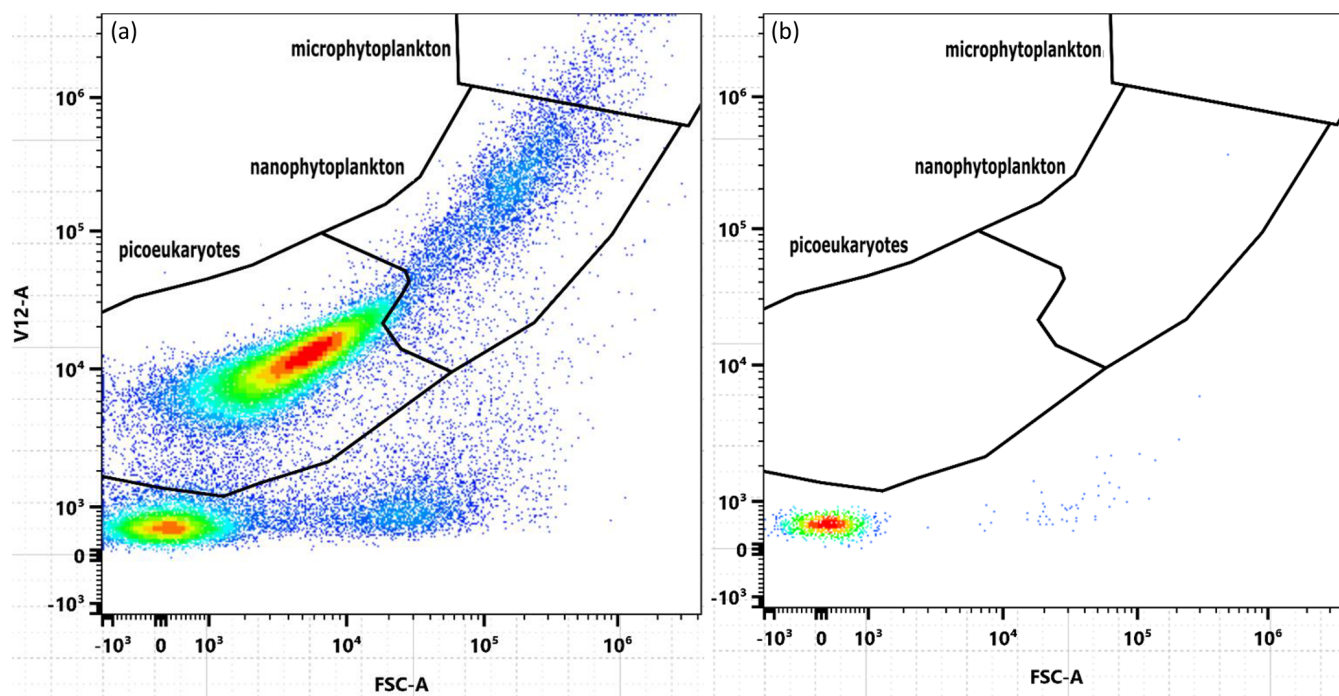 (a)
microphytoplankton
10⁶
nanophytoplankton
10⁵
picoeukaryotes
V12-A
10⁴
10³
0
-10³
-10³ 0 10³ 10⁴ 10⁵ 10⁶
FSC-A
(b)
microphytoplankton
10⁶
nanophytoplankton
10⁵
picoeukaryotes
10⁴
10³
0
-10³
-10³ 0 10³ 10⁴ 10⁵ 10⁶
FSC-A